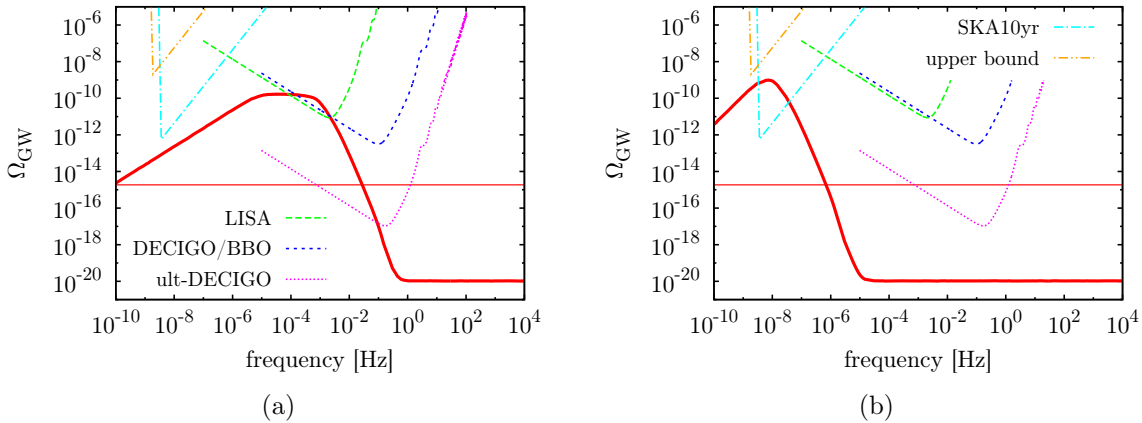 10^-6
10^-8
10^-10
10^-12
10^-14
10^-16
10^-18
10^-20
Ω_GW
LISA
DECIGO/BBO
ult-DECIGO
10^-10 10^-8 10^-6 10^-4 10^-2 10^0 10^2 10^4
frequency [Hz]
(a)
10^-6
10^-8
10^-10
10^-12
10^-14
10^-16
10^-18
10^-20
Ω_GW
SKA10yr
upper bound
10^-10 10^-8 10^-6 10^-4 10^-2 10^0 10^2 10^4
frequency [Hz]
(b)